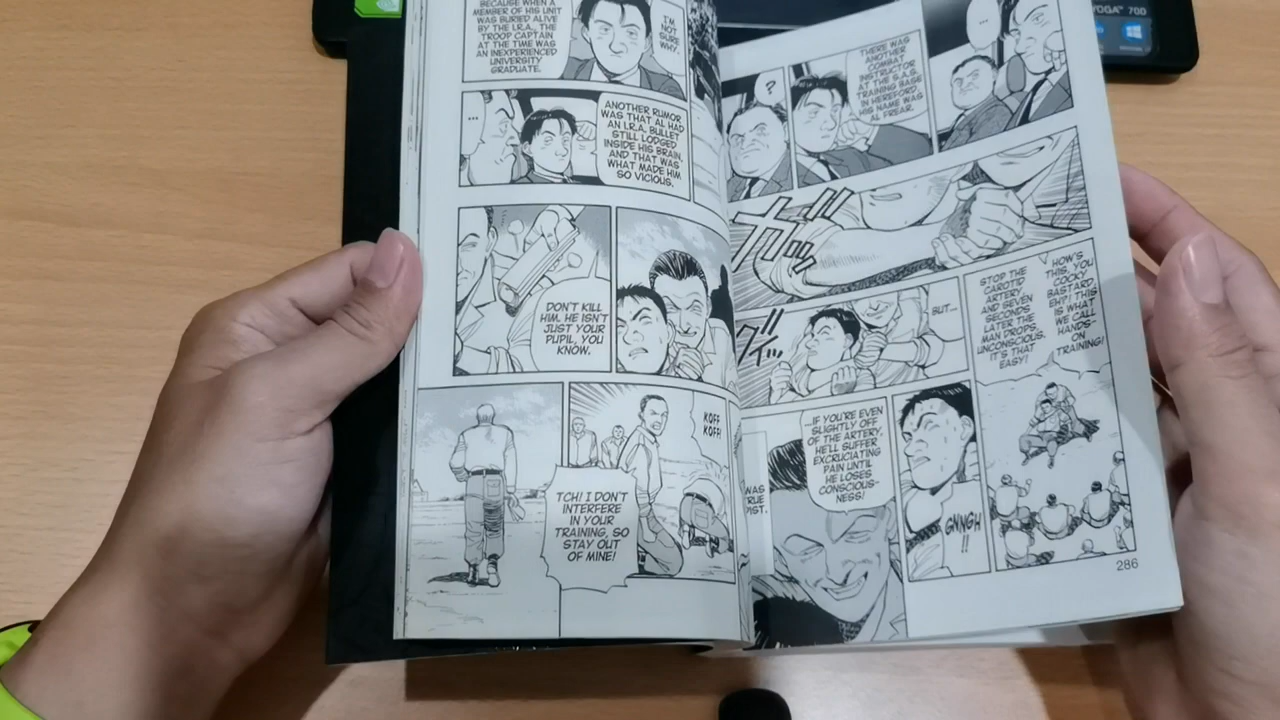 YOGA™ 700
...
THERE WAS
ANOTHER
COMBAT
INSTRUCTOR
AT THE S.A.S.
TRAINING BASE
IN HEREFORD.
HIS NAME WAS
AL FREAR.
?
ガッ
HOW'S
THIS, YOU
COCKY
BASTARD,
EH?! THIS
IS WHAT
WE CALL
HANDS-
ON
TRAINING!
STOP THE
CAROTID
ARTERY,
AND SEVEN
SECONDS
LATER THE
MAN DROPS,
UNCONSCIOUS.
IT'S THAT
EASY!
BUT...
グイ...
GNNGH
!!
...IF YOU'RE EVEN
SLIGHTLY OFF
OF THE ARTERY,
HE'LL SUFFER
EXCRUCIATING
PAIN UNTIL
HE LOSES
CONSCIOUS-
NESS!
WAS
286
I'M
NOT
SURE
WHY.
BECAUSE WHEN A
MEMBER OF HIS UNIT
WAS BURIED ALIVE
BY THE I.R.A., THE
TROOP CAPTAIN
AT THE TIME WAS
AN INEXPERIENCED
UNIVERSITY
GRADUATE.
ANOTHER RUMOR
WAS THAT AL HAD
AN I.R.A. BULLET
STILL LODGED
INSIDE HIS BRAIN,
AND THAT WAS
WHAT MADE HIM
SO VICIOUS.
...
DON'T KILL
HIM. HE ISN'T
JUST YOUR
PUPIL, YOU
KNOW.
KOFF
KOFF!
TCH! I DON'T
INTERFERE
IN YOUR
TRAINING, SO
STAY OUT
OF MINE!